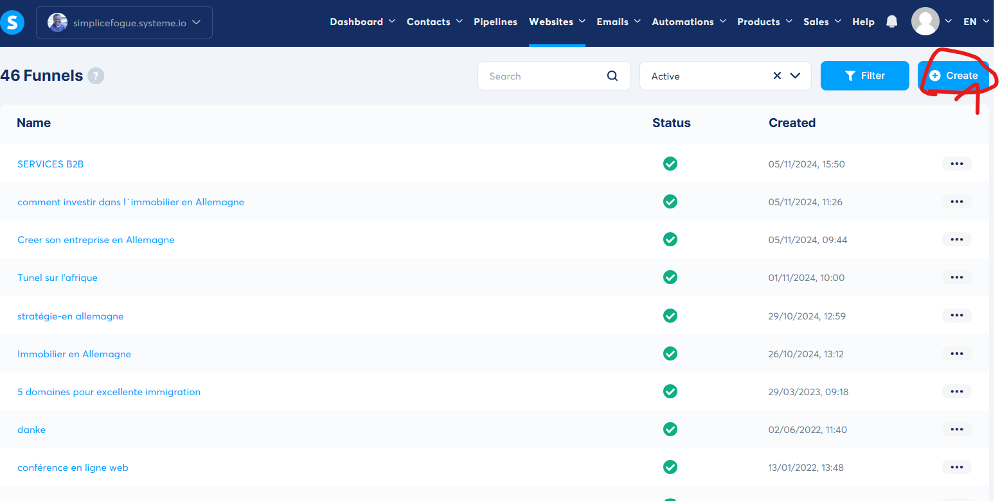 S simplicefogue.systeme.io Dashboard Contacts Pipelines Websites Emails Automations Products Sales Help EN
46 Funnels ? Search Active Filter Create
Name Status Created
SERVICES B2B 05/11/2024, 15:50
comment investir dans l`immobilier en Allemagne 05/11/2024, 11:26
Creer son entreprise en Allemagne 05/11/2024, 09:44
Tunel sur l'afrique 01/11/2024, 10:00
stratégie-en allemagne 29/10/2024, 12:59
Immobilier en Allemagne 26/10/2024, 13:12
5 domaines pour excellente immigration 29/03/2023, 09:18
danke 02/06/2022, 11:40
conférence en ligne web 13/01/2022, 13:48